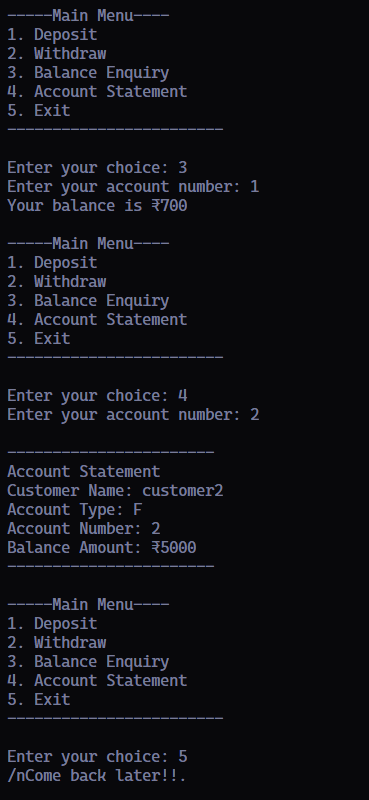 -----Main Menu----
1. Deposit
2. Withdraw
3. Balance Enquiry
4. Account Statement
5. Exit
------------------------
Enter your choice: 3
Enter your account number: 1
Your balance is ₹700
-----Main Menu----
1. Deposit
2. Withdraw
3. Balance Enquiry
4. Account Statement
5. Exit
------------------------
Enter your choice: 4
Enter your account number: 2
-----------------------
Account Statement
Customer Name: customer2
Account Type: F
Account Number: 2
Balance Amount: ₹5000
-----------------------
-----Main Menu----
1. Deposit
2. Withdraw
3. Balance Enquiry
4. Account Statement
5. Exit
------------------------
Enter your choice: 5
/nCome back later!!.